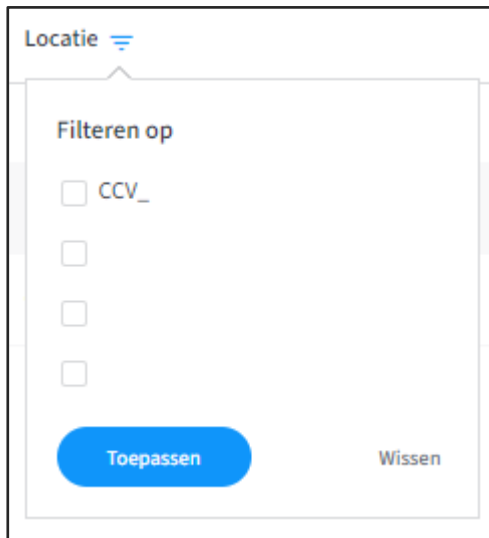 Locatie
Filteren op
CCV_
Toepassen
Wissen